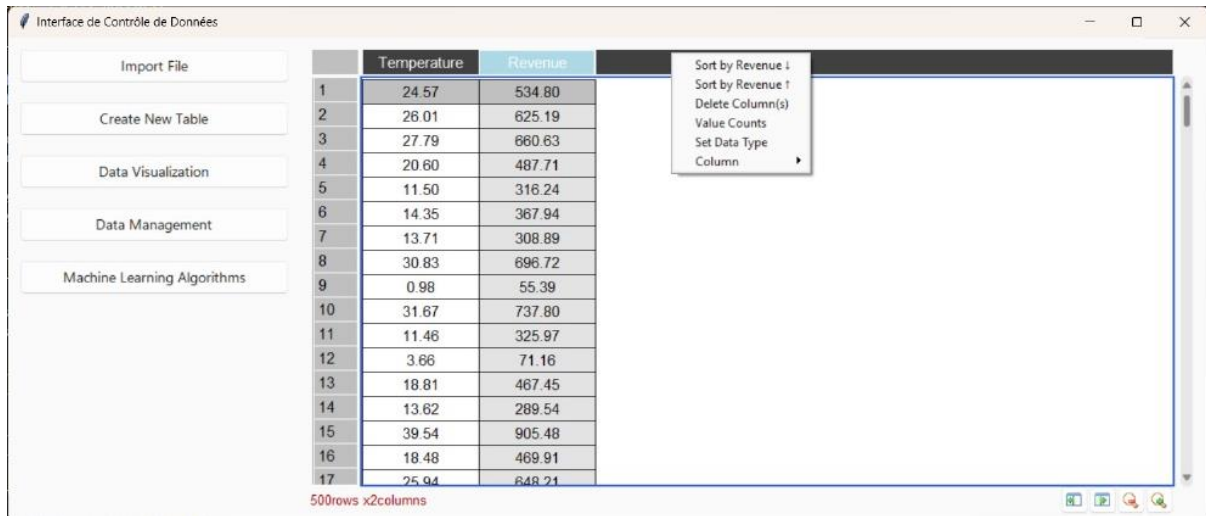 Interface de Contrôle de Données
Import File
Create New Table
Data Visualization
Data Management
Machine Learning Algorithms
Temperature Revenue
1 24.57 534.80
2 26.01 625.19
3 27.79 660.63
4 20.60 487.71
5 11.50 316.24
6 14.35 367.94
7 13.71 308.89
8 30.83 696.72
9 0.98 55.39
10 31.67 737.80
11 11.46 325.97
12 3.66 71.16
13 18.81 467.45
14 13.62 289.54
15 39.54 905.48
16 18.48 469.91
17 25.94 648.21
Sort by Revenue ↓
Sort by Revenue ↑
Delete Column(s)
Value Counts
Set Data Type
Column
500rows x2columns